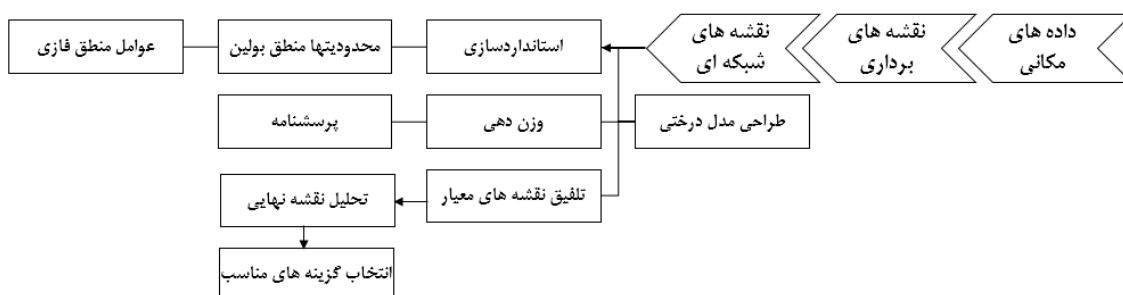 داده های
مکانی
نقشه های
برداری
نقشه های
شبکه ای
استانداردسازی
محدودیتها منطق بولین
عوامل منطق فازی
طراحی مدل درختی
وزن دهی
پرسشنامه
تلفیق نقشه های معیار
تحلیل نقشه نهایی
انتخاب گزینه های مناسب